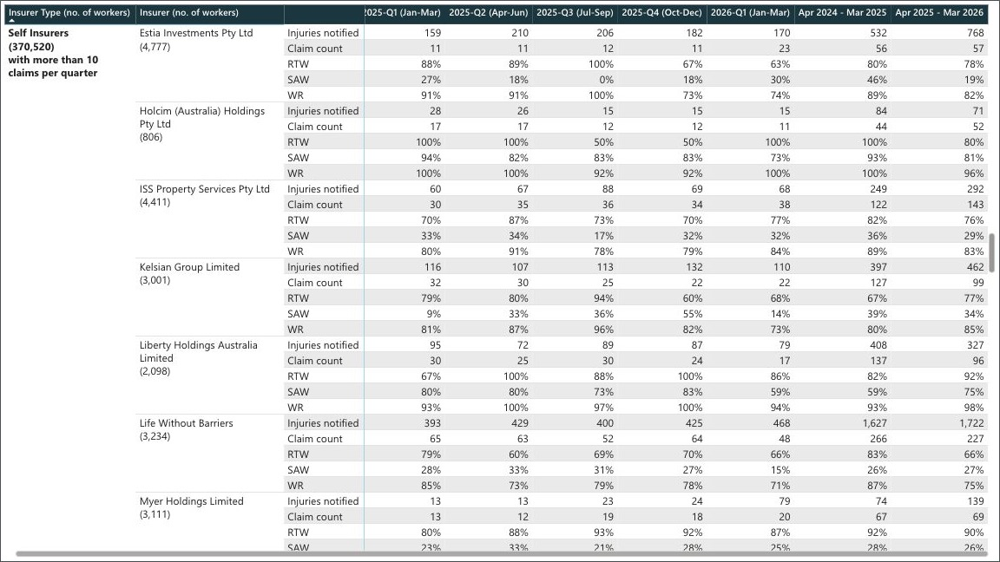 Insurer Type (no. of workers) Insurer (no. of workers) 2025-Q1 (Jan-Mar) 2025-Q2 (Apr-Jun) 2025-Q3 (Jul-Sep) 2025-Q4 (Oct-Dec) 2026-Q1 (Jan-Mar) Apr 2024 - Mar 2025 Apr 2025 - Mar 2026
Self Insurers Estia Investments Pty Ltd Injuries notified 159 210 206 182 170 532 768
(370,520) (4,777) Claim count 11 11 12 11 23 56 57
with more than 10 RTW 88% 89% 100% 67% 63% 80% 78%
claims per quarter SAW 27% 18% 0% 18% 30% 46% 19%
WR 91% 91% 100% 73% 74% 89% 82%
Holcim (Australia) Holdings Injuries notified 28 26 15 15 15 84 71
Pty Ltd Claim count 17 17 12 12 11 44 52
(806) RTW 100% 100% 50% 50% 100% 100% 80%
SAW 94% 82% 83% 83% 73% 93% 81%
WR 100% 100% 92% 92% 100% 100% 96%
ISS Property Services Pty Ltd Injuries notified 60 67 88 69 68 249 292
(4,411) Claim count 30 35 36 34 38 122 143
RTW 70% 87% 73% 70% 77% 82% 76%
SAW 33% 34% 17% 32% 32% 36% 29%
WR 80% 91% 78% 79% 84% 89% 83%
Kelsian Group Limited Injuries notified 116 107 113 132 110 397 462
(3,001) Claim count 32 30 25 22 22 127 99
RTW 79% 80% 94% 60% 68% 67% 77%
SAW 9% 33% 36% 55% 14% 39% 34%
WR 81% 87% 96% 82% 73% 80% 85%
Liberty Holdings Australia Injuries notified 95 72 89 87 79 408 327
Limited Claim count 30 25 30 24 17 137 96
(2,098) RTW 67% 100% 88% 100% 86% 82% 92%
SAW 80% 80% 73% 83% 59% 59% 75%
WR 93% 100% 97% 100% 94% 93% 98%
Life Without Barriers Injuries notified 393 429 400 425 468 1,627 1,722
(3,234) Claim count 65 63 52 64 48 266 227
RTW 79% 60% 69% 70% 66% 83% 66%
SAW 28% 33% 31% 27% 15% 26% 27%
WR 85% 73% 79% 78% 71% 87% 75%
Myer Holdings Limited Injuries notified 13 13 23 24 79 74 139
(3,111) Claim count 13 12 19 18 20 67 69
RTW 80% 88% 93% 92% 87% 92% 90%
SAW 23% 33% 21% 28% 25% 28% 26%